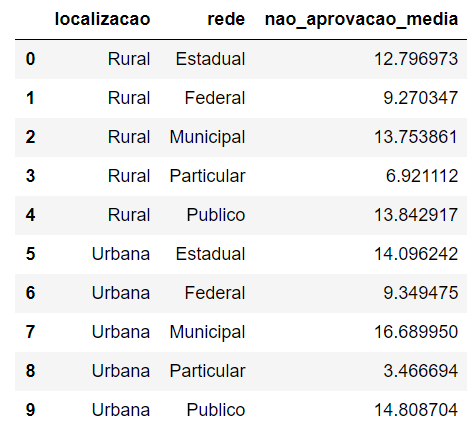 localizacao rede nao_aprovacao_media
0 Rural Estadual 12.796973
1 Rural Federal 9.270347
2 Rural Municipal 13.753861
3 Rural Particular 6.921112
4 Rural Publico 13.842917
5 Urbana Estadual 14.096242
6 Urbana Federal 9.349475
7 Urbana Municipal 16.689950
8 Urbana Particular 3.466694
9 Urbana Publico 14.808704